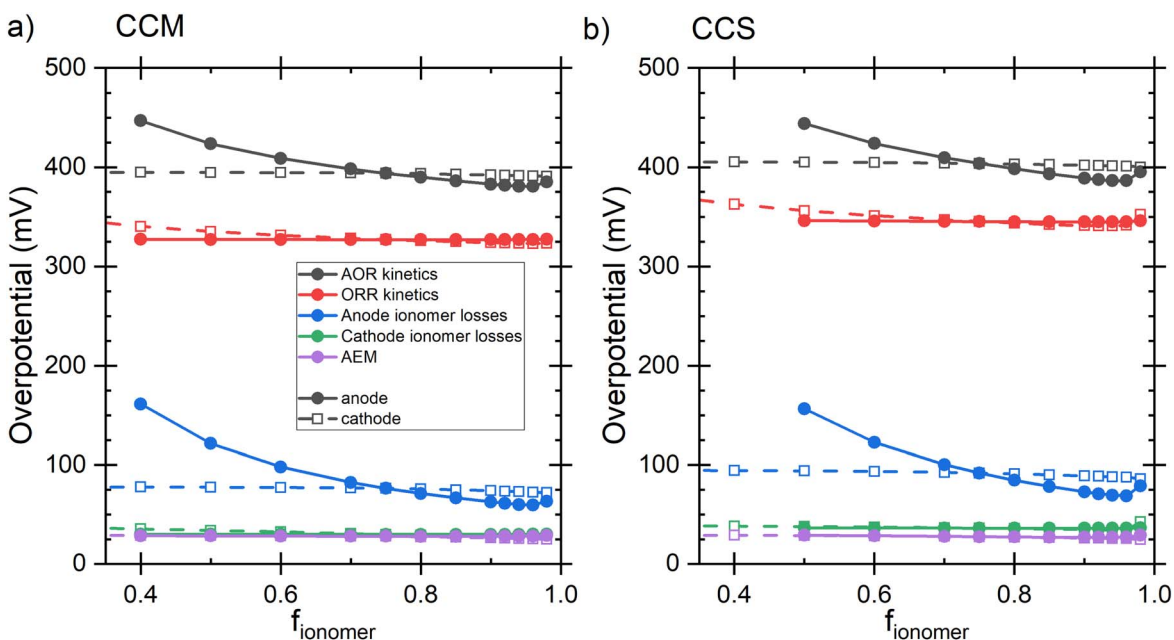 a) CCM
500
400
300
200
100
0
Overpotential (mV)
AOR kinetics
ORR kinetics
Anode ionomer losses
Cathode ionomer losses
AEM
anode
cathode
0.4 0.6 0.8 1.0
f_ionomer
b) CCS
500
400
300
200
100
0
Overpotential (mV)
0.4 0.6 0.8 1.0
f_ionomer